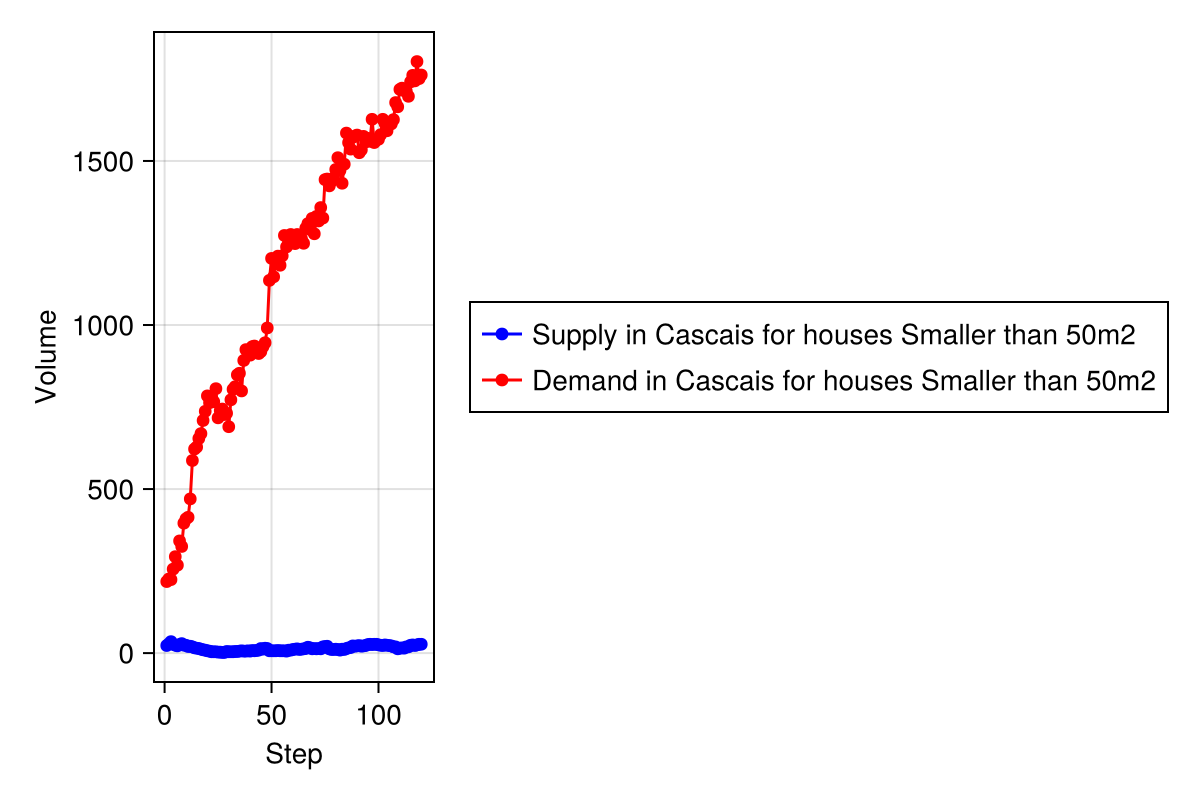 Volume
1500
1000
500
0
0 50 100
Step
Supply in Cascais for houses Smaller than 50m2
Demand in Cascais for houses Smaller than 50m2